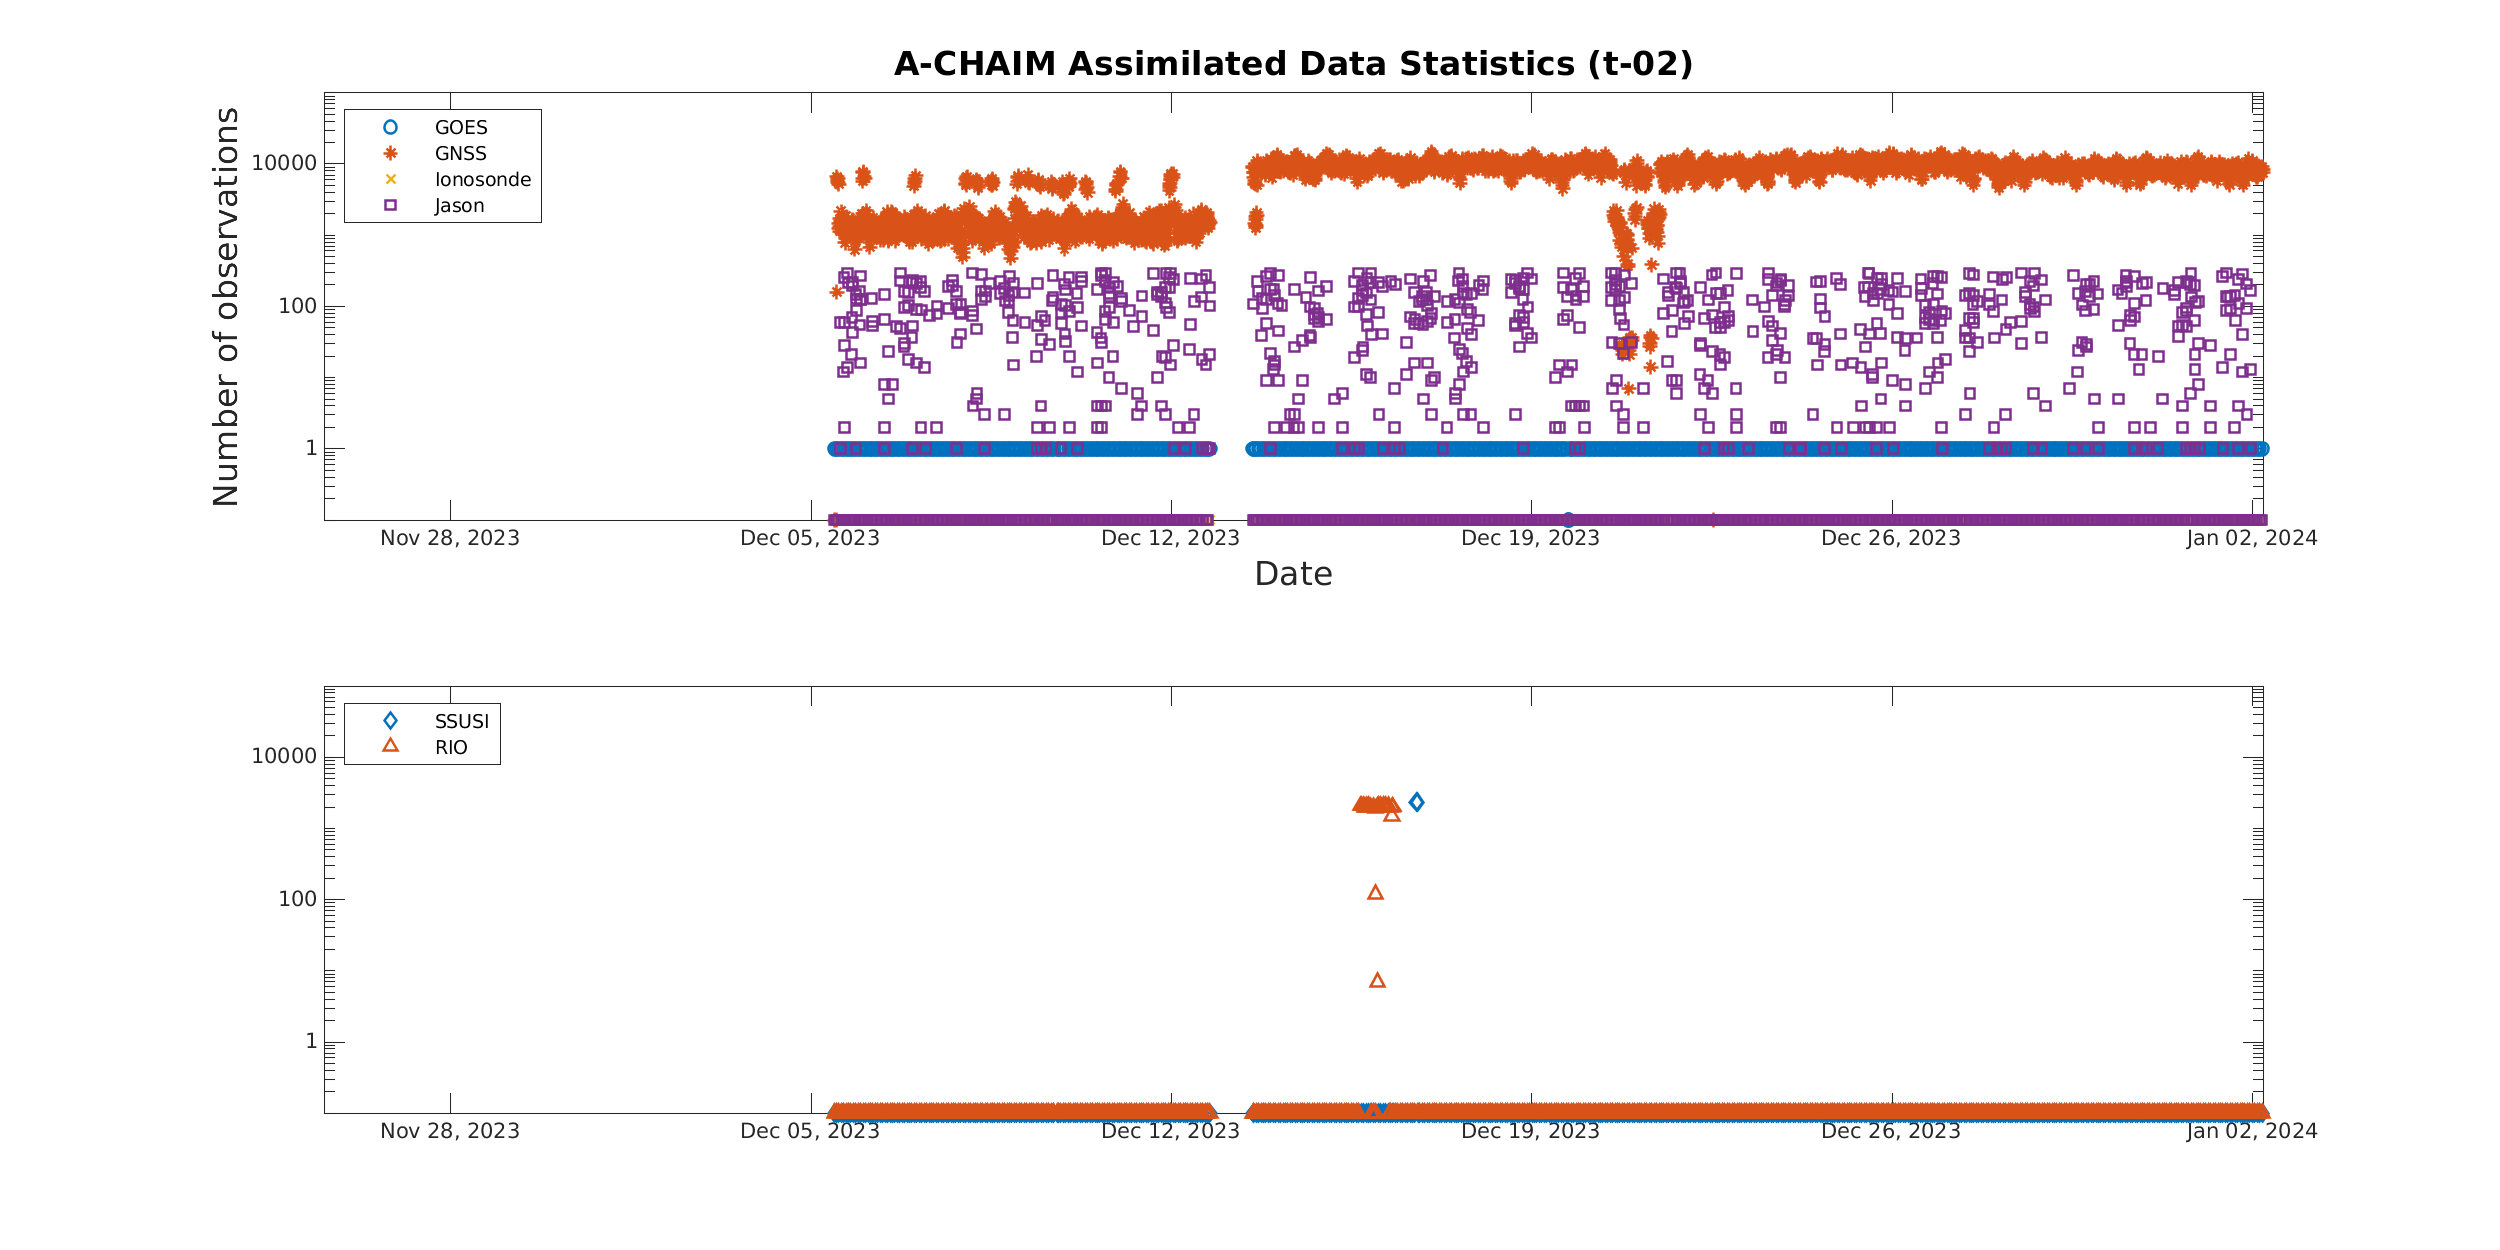 A-CHAIM Assimilated Data Statistics (t-02)
Number of observations
10000
100
1
GOES
GNSS
Ionosonde
Jason
Nov 28, 2023 Dec 05, 2023 Dec 12, 2023 Dec 19, 2023 Dec 26, 2023 Jan 02, 2024
Date
10000
100
1
SSUSI
RIO
Nov 28, 2023 Dec 05, 2023 Dec 12, 2023 Dec 19, 2023 Dec 26, 2023 Jan 02, 2024